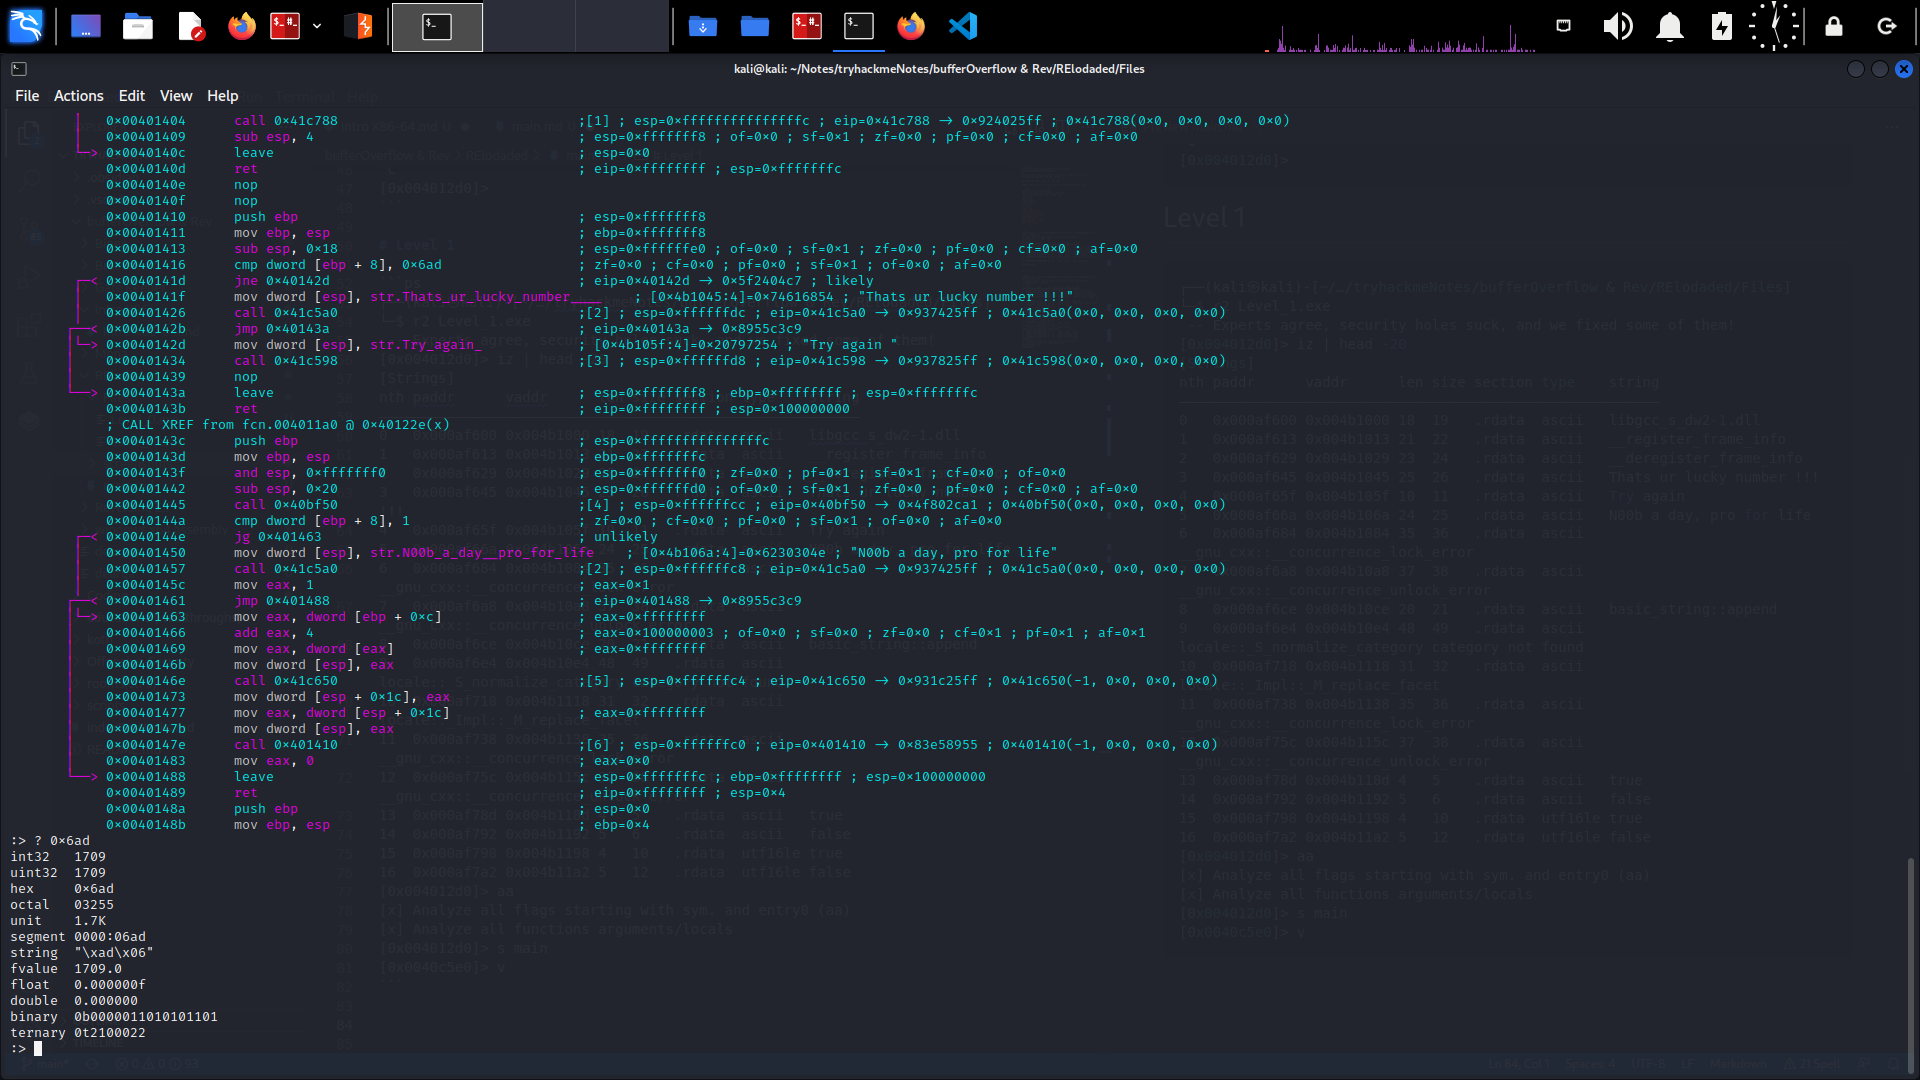 kali@kali: ~/Notes/tryhackmeNotes/bufferOverflow & Rev/RElodaded/Files
File Actions Edit View Help
0×00401404 call 0×41c788 ;[1] ; esp=0×fffffffffffffffc ; eip=0×41c788 → 0×924025ff ; 0×41c788(0×0, 0×0, 0×0, 0×0)
0×00401409 sub esp, 4 ; esp=0×fffffff8 ; of=0×0 ; sf=0×1 ; zf=0×0 ; pf=0×0 ; cf=0×0 ; af=0×0
0×0040140c leave ; esp=0×0
0×0040140d ret ; eip=0×ffffffff ; esp=0×fffffffc
0×0040140e nop
0×0040140f nop
0×00401410 push ebp ; esp=0×fffffff8
0×00401411 mov ebp, esp ; ebp=0×fffffff8
0×00401413 sub esp, 0×18 ; esp=0×ffffffe0 ; of=0×0 ; sf=0×1 ; zf=0×0 ; pf=0×0 ; cf=0×0 ; af=0×0
0×00401416 cmp dword [ebp + 8], 0×6ad ; zf=0×0 ; cf=0×0 ; pf=0×0 ; sf=0×1 ; of=0×0 ; af=0×0
0×0040141d jne 0×40142d ; eip=0×40142d → 0×5f2404c7 ; likely
0×0040141f mov dword [esp], str.Thats_ur_lucky_number____ ; [0×4b1045:4]=0×74616854 ; "Thats ur lucky number !!!"
0×00401426 call 0×41c5a0 ;[2] ; esp=0×ffffffdc ; eip=0×41c5a0 → 0×937425ff ; 0×41c5a0(0×0, 0×0, 0×0, 0×0)
0×0040142b jmp 0×40143a ; eip=0×40143a → 0×8955c3c9
0×0040142d mov dword [esp], str.Try_again_ ; [0×4b105f:4]=0×20797254 ; "Try again "
0×00401434 call 0×41c598 ;[3] ; esp=0×ffffffd8 ; eip=0×41c598 → 0×937825ff ; 0×41c598(0×0, 0×0, 0×0, 0×0)
0×00401439 nop
0×0040143a leave ; esp=0×fffffff8 ; ebp=0×ffffffff ; esp=0×fffffffc
0×0040143b ret ; eip=0×ffffffff ; esp=0×100000000
; CALL XREF from fcn.004011a0 @ 0×40122e(x)
0×0040143c push ebp ; esp=0×fffffffffffffffc
0×0040143d mov ebp, esp ; ebp=0×fffffffc
0×0040143f and esp, 0×fffffff0 ; esp=0×fffffff0 ; zf=0×0 ; pf=0×1 ; sf=0×1 ; cf=0×0 ; of=0×0
0×00401442 sub esp, 0×20 ; esp=0×ffffffd0 ; of=0×0 ; sf=0×1 ; zf=0×0 ; pf=0×0 ; cf=0×0 ; af=0×0
0×00401445 call 0×40bf50 ;[4] ; esp=0×ffffffcc ; eip=0×40bf50 → 0×4f802ca1 ; 0×40bf50(0×0, 0×0, 0×0, 0×0)
0×0040144a cmp dword [ebp + 8], 1 ; zf=0×0 ; cf=0×0 ; pf=0×0 ; sf=0×1 ; of=0×0 ; af=0×0
0×0040144e jg 0×401463 ; unlikely
0×00401450 mov dword [esp], str.N00b_a_day__pro_for_life ; [0×4b106a:4]=0×6230304e ; "N00b a day, pro for life"
0×00401457 call 0×41c5a0 ;[2] ; esp=0×ffffffc8 ; eip=0×41c5a0 → 0×937425ff ; 0×41c5a0(0×0, 0×0, 0×0, 0×0)
0×0040145c mov eax, 1 ; eax=0×1
0×00401461 jmp 0×401488 ; eip=0×401488 → 0×8955c3c9
0×00401463 mov eax, dword [ebp + 0×c] ; eax=0×ffffffff
0×00401466 add eax, 4 ; eax=0×100000003 ; of=0×0 ; sf=0×0 ; zf=0×0 ; cf=0×1 ; pf=0×1 ; af=0×1
0×00401469 mov eax, dword [eax] ; eax=0×ffffffff
0×0040146b mov dword [esp], eax
0×0040146e call 0×41c650 ;[5] ; esp=0×ffffffc4 ; eip=0×41c650 → 0×931c25ff ; 0×41c650(-1, 0×0, 0×0, 0×0)
0×00401473 mov dword [esp + 0×1c], eax
0×00401477 mov eax, dword [esp + 0×1c] ; eax=0×ffffffff
0×0040147b mov dword [esp], eax
0×0040147e call 0×401410 ;[6] ; esp=0×ffffffc0 ; eip=0×401410 → 0×83e58955 ; 0×401410(-1, 0×0, 0×0, 0×0)
0×00401483 mov eax, 0 ; eax=0×0
0×00401488 leave ; esp=0×fffffffc ; ebp=0×ffffffff ; esp=0×100000000
0×00401489 ret ; eip=0×ffffffff ; esp=0×4
0×0040148a push ebp ; esp=0×0
0×0040148b mov ebp, esp ; ebp=0×4
:> ? 0×6ad
int32 1709
uint32 1709
hex 0×6ad
octal 03255
unit 1.7K
segment 0000:06ad
string "\xad\x06"
fvalue 1709.0
float 0.000000f
double 0.000000
binary 0b0000011010101101
ternary 0t2100022
:>